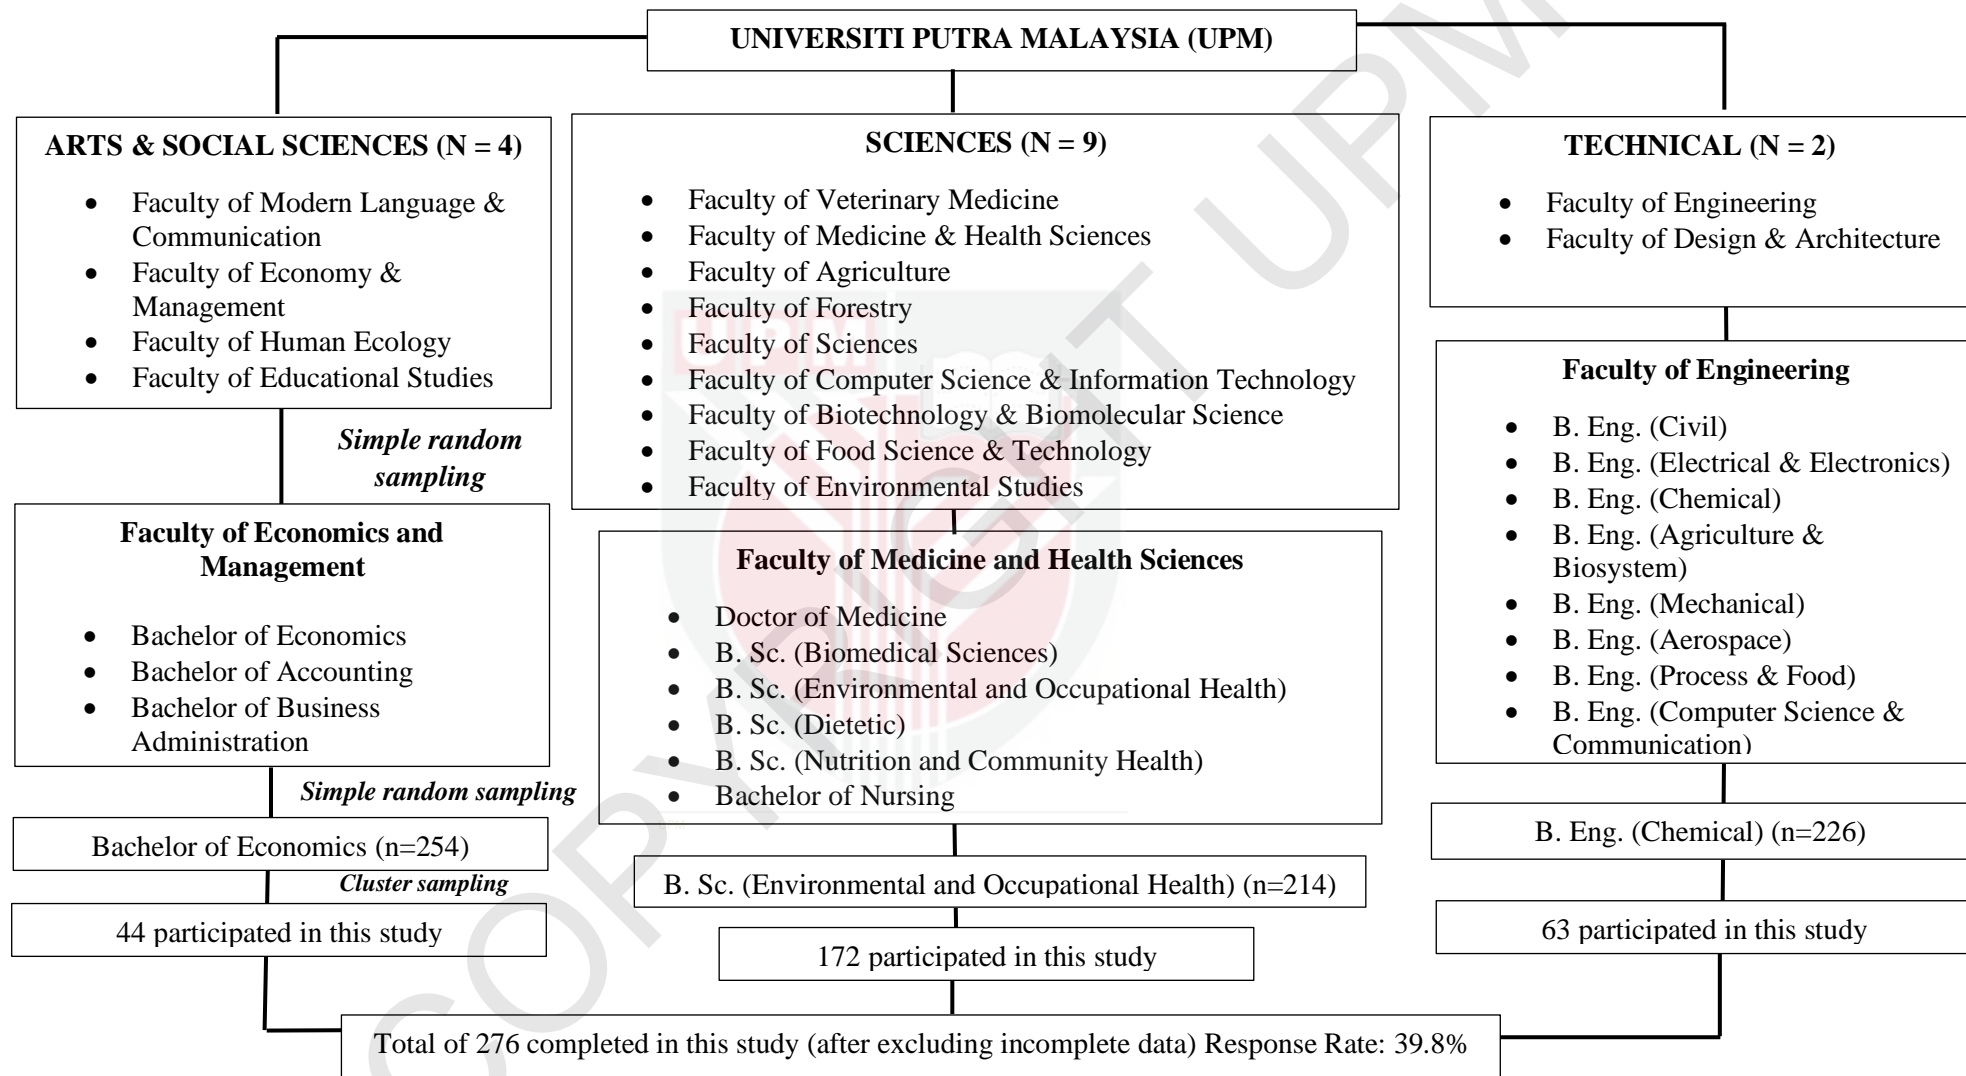 UNIVERSITI PUTRA MALAYSIA (UPM)
ARTS & SOCIAL SCIENCES (N = 4)
• Faculty of Modern Language &
Communication
• Faculty of Economy &
Management
• Faculty of Human Ecology
• Faculty of Educational Studies
SCIENCES (N = 9)
• Faculty of Veterinary Medicine
• Faculty of Medicine & Health Sciences
• Faculty of Agriculture
• Faculty of Forestry
• Faculty of Sciences
• Faculty of Computer Science & Information Technology
• Faculty of Biotechnology & Biomolecular Science
• Faculty of Food Science & Technology
• Faculty of Environmental Studies
TECHNICAL (N = 2)
• Faculty of Engineering
• Faculty of Design & Architecture
Simple random
sampling
Faculty of Economics and
Management
• Bachelor of Economics
• Bachelor of Accounting
• Bachelor of Business
Administration
Faculty of Medicine and Health Sciences
• Doctor of Medicine
• B. Sc. (Biomedical Sciences)
• B. Sc. (Environmental and Occupational Health)
• B. Sc. (Dietetic)
• B. Sc. (Nutrition and Community Health)
• Bachelor of Nursing
Faculty of Engineering
• B. Eng. (Civil)
• B. Eng. (Electrical & Electronics)
• B. Eng. (Chemical)
• B. Eng. (Agriculture &
Biosystem)
• B. Eng. (Mechanical)
• B. Eng. (Aerospace)
• B. Eng. (Process & Food)
• B. Eng. (Computer Science &
Communication)
Simple random sampling
Bachelor of Economics (n=254)
B. Sc. (Environmental and Occupational Health) (n=214)
B. Eng. (Chemical) (n=226)
Cluster sampling
44 participated in this study
172 participated in this study
63 participated in this study
Total of 276 completed in this study (after excluding incomplete data) Response Rate: 39.8%
UPM
UPM
COPYRIGHT UPM